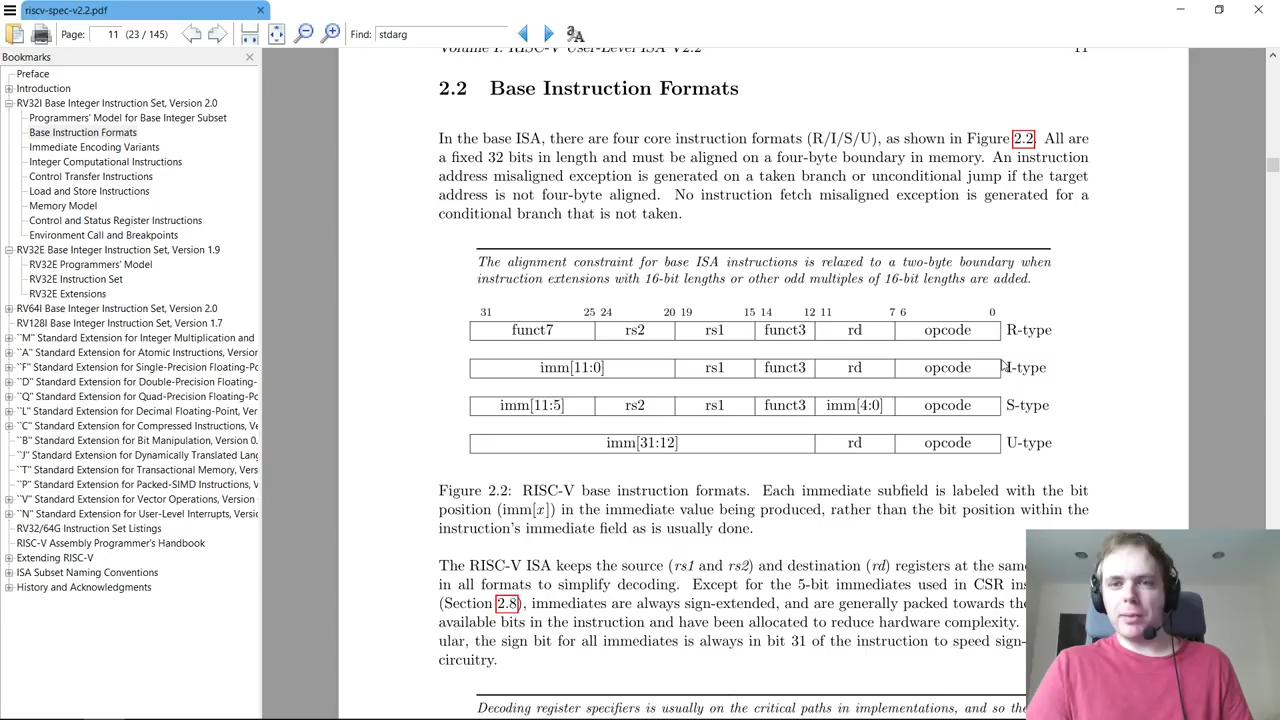 riscv-spec-v2.2.pdf
Page: 11 (23 / 145) Find: stdarg
Bookmarks
Preface
Introduction
RV32I Base Integer Instruction Set, Version 2.0
Programmers' Model for Base Integer Subset
Base Instruction Formats
Immediate Encoding Variants
Integer Computational Instructions
Control Transfer Instructions
Load and Store Instructions
Memory Model
Control and Status Register Instructions
Environment Call and Breakpoints
RV32E Base Integer Instruction Set, Version 1.9
RV32E Programmers' Model
RV32E Instruction Set
RV32E Extensions
RV64I Base Integer Instruction Set, Version 2.0
RV128I Base Integer Instruction Set, Version 1.7
``M'' Standard Extension for Integer Multiplication and
``A'' Standard Extension for Atomic Instructions, Version
``F'' Standard Extension for Single-Precision Floating-Po
``D'' Standard Extension for Double-Precision Floating-
``Q'' Standard Extension for Quad-Precision Floating-Po
``L'' Standard Extension for Decimal Floating-Point, Ver
``C'' Standard Extension for Compressed Instructions, Ve
``B'' Standard Extension for Bit Manipulation, Version 0.
``J'' Standard Extension for Dynamically Translated Lang
``T'' Standard Extension for Transactional Memory, Vers
``P'' Standard Extension for Packed-SIMD Instructions, V
``V'' Standard Extension for Vector Operations, Version
``N'' Standard Extension for User-Level Interrupts, Versi
RV32/64G Instruction Set Listings
RISC-V Assembly Programmer's Handbook
Extending RISC-V
ISA Subset Naming Conventions
History and Acknowledgments
Volume I: RISC-V User-Level ISA V2.2 11
2.2 Base Instruction Formats
In the base ISA, there are four core instruction formats (R/I/S/U), as shown in Figure 2.2. All are
a fixed 32 bits in length and must be aligned on a four-byte boundary in memory. An instruction
address misaligned exception is generated on a taken branch or unconditional jump if the target
address is not four-byte aligned. No instruction fetch misaligned exception is generated for a
conditional branch that is not taken.
The alignment constraint for base ISA instructions is relaxed to a two-byte boundary when
instruction extensions with 16-bit lengths or other odd multiples of 16-bit lengths are added.
31 25 24 20 19 15 14 12 11 7 6 0
funct7 rs2 rs1 funct3 rd opcode R-type
imm[11:0] rs1 funct3 rd opcode I-type
imm[11:5] rs2 rs1 funct3 imm[4:0] opcode S-type
imm[31:12] rd opcode U-type
Figure 2.2: RISC-V base instruction formats. Each immediate subfield is labeled with the bit
position (imm[x]) in the immediate value being produced, rather than the bit position within the
instruction's immediate field as is usually done.
The RISC-V ISA keeps the source (rs1 and rs2) and destination (rd) registers at the same
in all formats to simplify decoding. Except for the 5-bit immediates used in CSR ins
(Section 2.8), immediates are always sign-extended, and are generally packed towards the
available bits in the instruction and have been allocated to reduce hardware complexity.
ular, the sign bit for all immediates is always in bit 31 of the instruction to speed sign-
circuitry.
Decoding register specifiers is usually on the critical paths in implementations, and so the